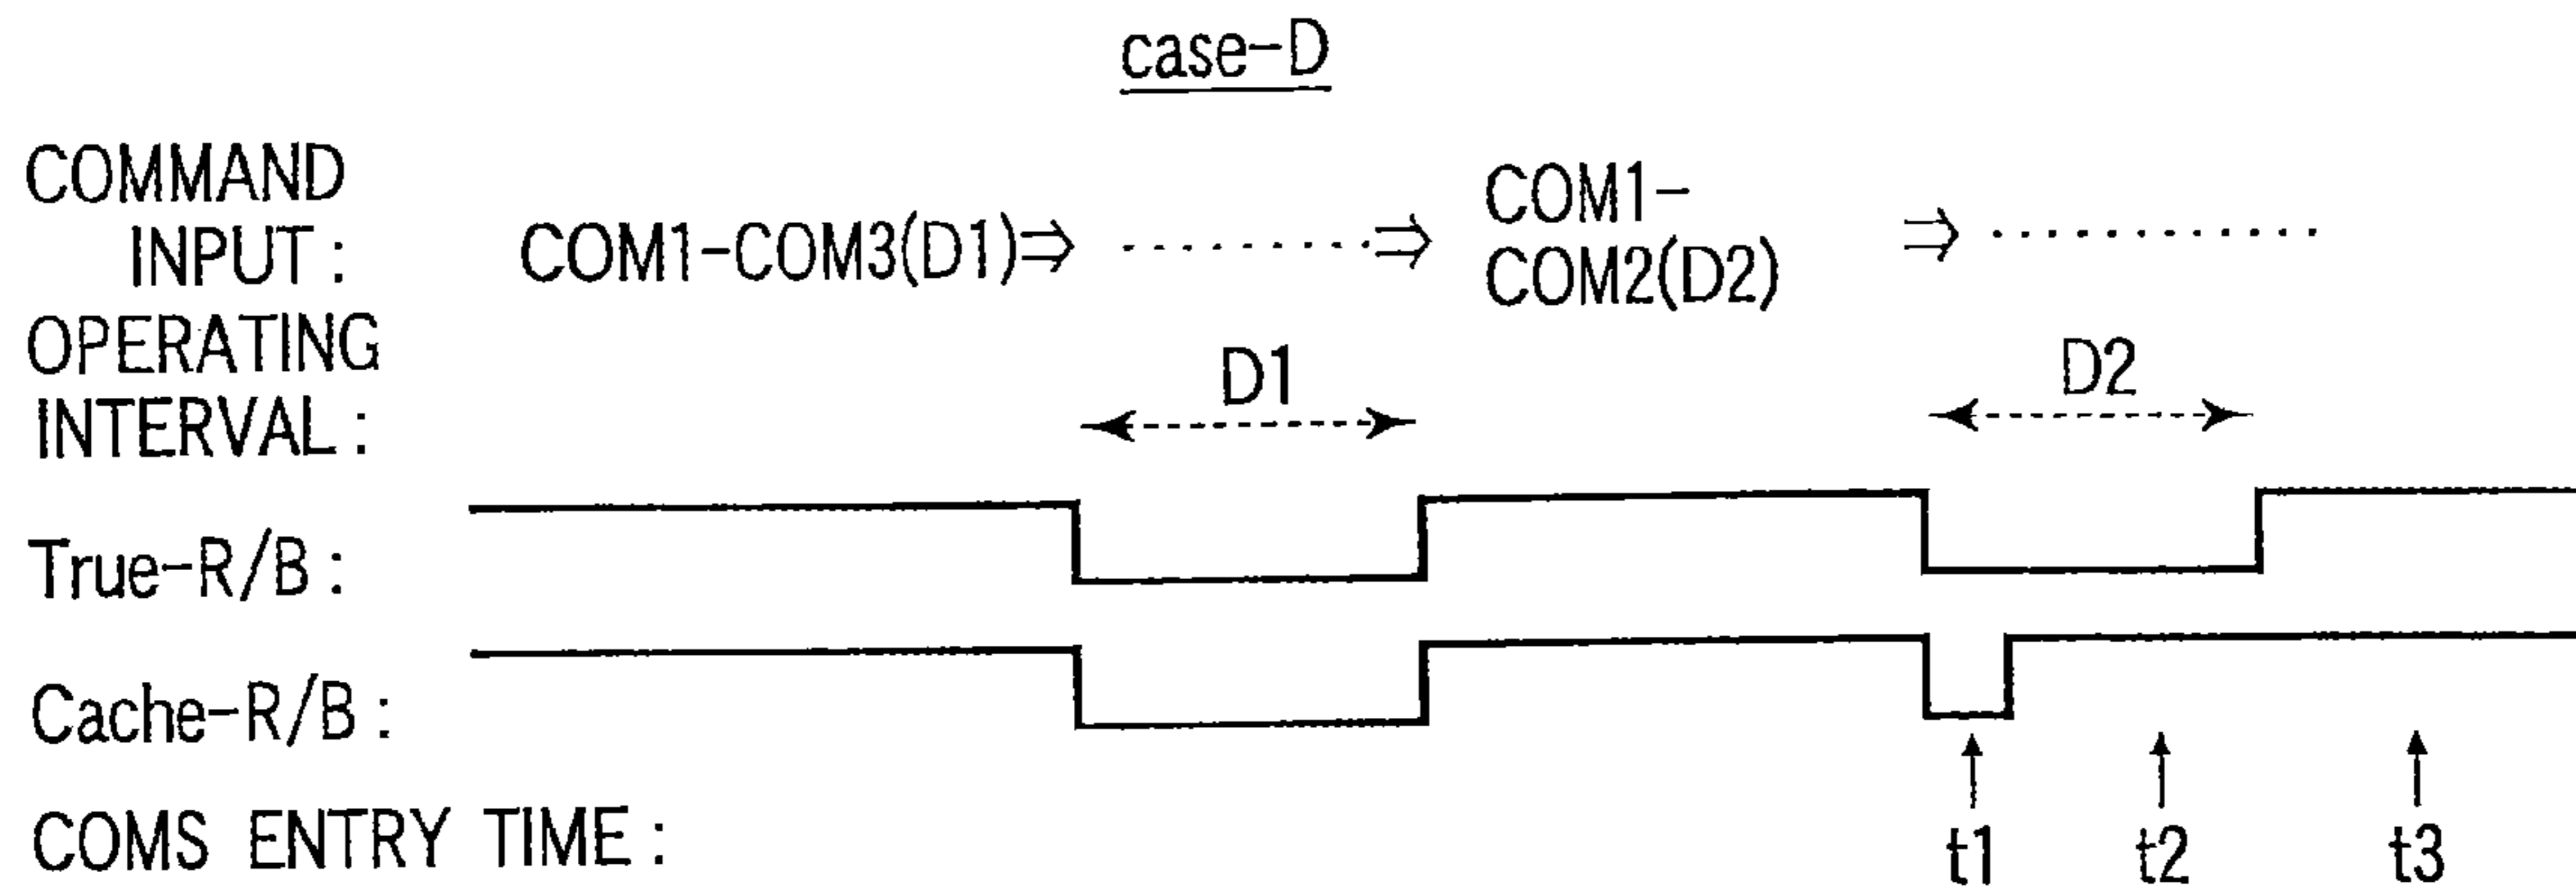 case-D
COMMAND
INPUT :
COM1-COM3(D1)⇒ ········⇒
COM1-
COM2(D2)
⇒ ···········
OPERATING
INTERVAL :
D1
D2
True-R/B :
Cache-R/B :
COMS ENTRY TIME :
t1
t2
t3